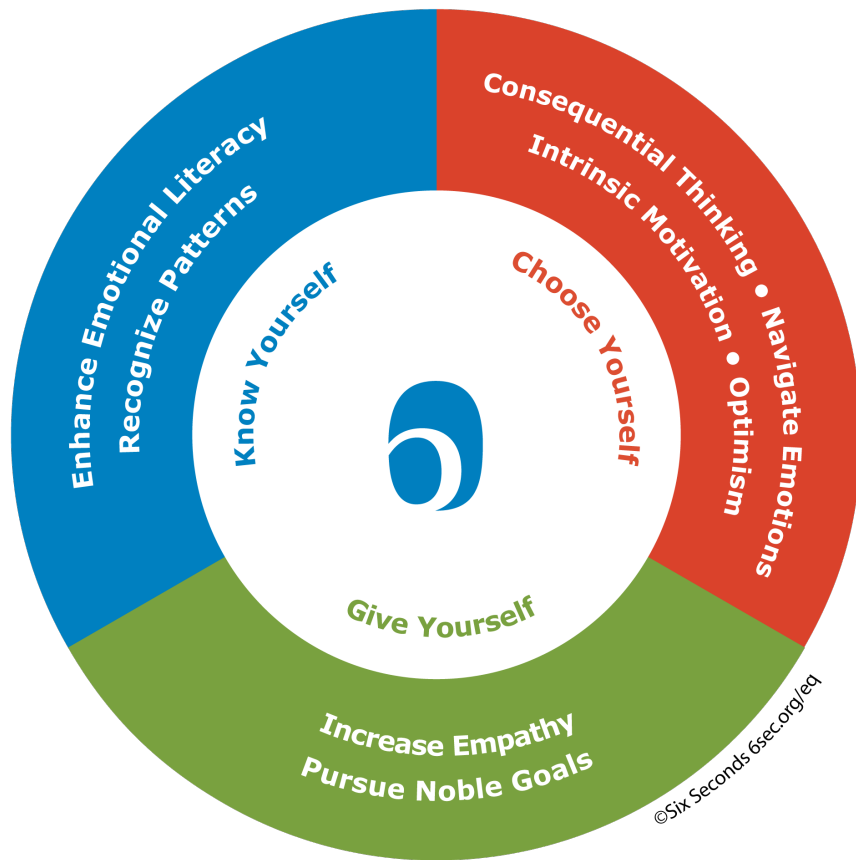 Enhance Emotional Literacy
Recognize Patterns
Know Yourself
Consequential Thinking • Navigate Emotions
Intrinsic Motivation • Optimism
Choose Yourself
6
Give Yourself
Increase Empathy
Pursue Noble Goals
©Six Seconds 6sec.org/eq